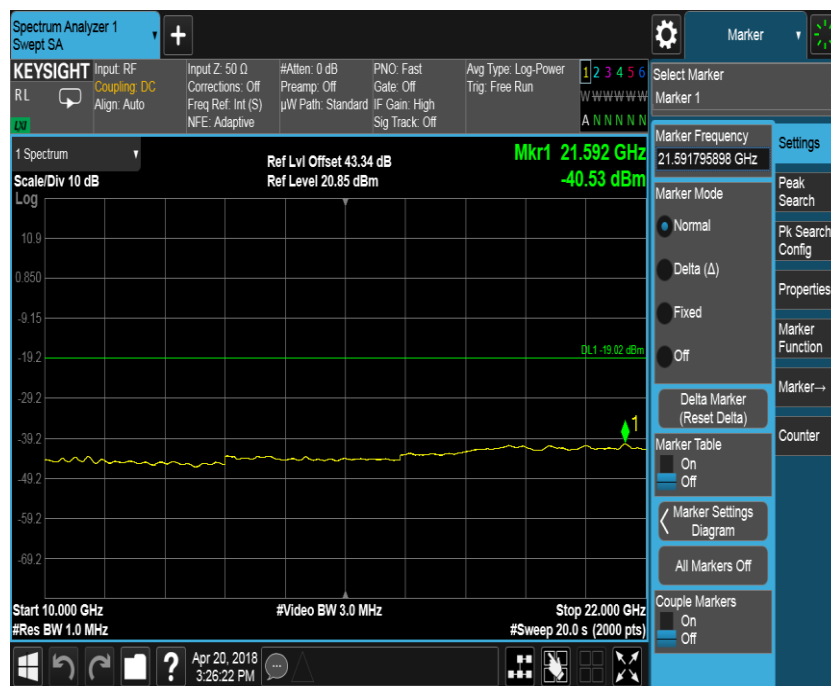 Spectrum Analyzer 1
Swept SA
+
Marker
KEYSIGHT
RL
LXI
Input: RF
Coupling: DC
Align: Auto
Input Z: 50 Ω
Corrections: Off
Freq Ref: Int (S)
NFE: Adaptive
#Atten: 0 dB
Preamp: Off
µW Path: Standard
PNO: Fast
Gate: Off
IF Gain: High
Sig Track: Off
Avg Type: Log-Power
Trig: Free Run
1 2 3 4 5 6
W W W W W W
A N N N N N
Select Marker
Marker 1
1 Spectrum
Scale/Div 10 dB
Log
Ref Lvl Offset 43.34 dB
Ref Level 20.85 dBm
Mkr1 21.592 GHz
-40.53 dBm
10.9
0.850
-9.15
-19.2
-29.2
-39.2
-49.2
-59.2
-69.2
DL1 -19.02 dBm
1
Start 10.000 GHz
#Res BW 1.0 MHz
#Video BW 3.0 MHz
Stop 22.000 GHz
#Sweep 20.0 s (2000 pts)
Marker Frequency
21.591795898 GHz
Marker Mode
Normal
Delta (Δ)
Fixed
Off
Delta Marker
(Reset Delta)
Marker Table
On
Off
Marker Settings
Diagram
All Markers Off
Couple Markers
On
Off
Settings
Peak
Search
Pk Search
Config
Properties
Marker
Function
Marker→
Counter
?
Apr 20, 2018
3:26:22 PM